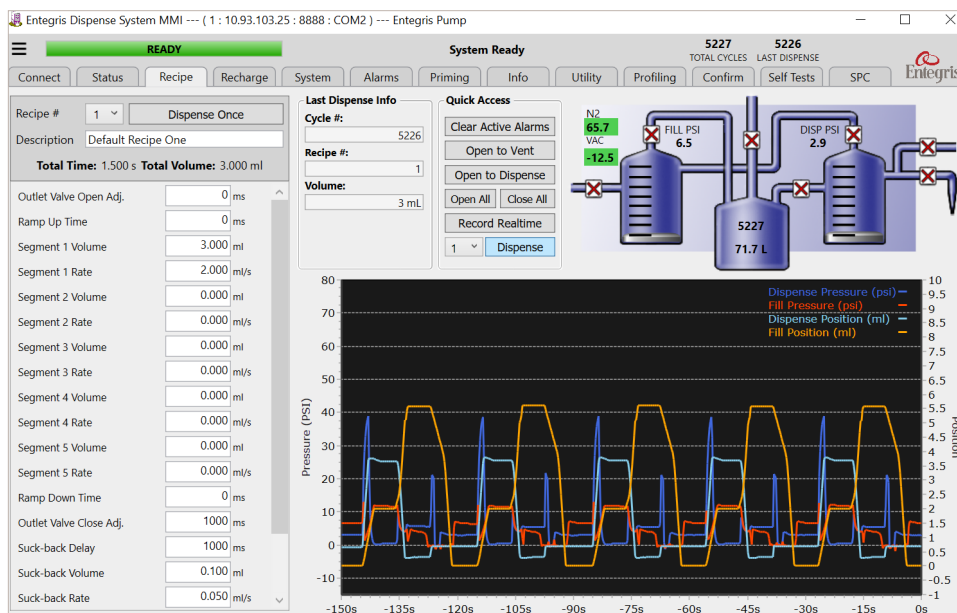 Entegris Dispense System MMI --- ( 1 : 10.93.103.25 : 8888 : COM2 ) --- Entegris Pump
READY
System Ready
5227 5226
TOTAL CYCLES LAST DISPENSE
Entegris
Connect Status Recipe Recharge System Alarms Priming Info Utility Profiling Confirm Self Tests SPC
Recipe # 1 Dispense Once
Description Default Recipe One
Total Time: 1.500 s Total Volume: 3.000 ml
Outlet Valve Open Adj. 0 ms
Ramp Up Time 0 ms
Segment 1 Volume 3.000 ml
Segment 1 Rate 2.000 ml/s
Segment 2 Volume 0.000 ml
Segment 2 Rate 0.000 ml/s
Segment 3 Volume 0.000 ml
Segment 3 Rate 0.000 ml/s
Segment 4 Volume 0.000 ml
Segment 4 Rate 0.000 ml/s
Segment 5 Volume 0.000 ml
Segment 5 Rate 0.000 ml/s
Ramp Down Time 0 ms
Outlet Valve Close Adj. 1000 ms
Suck-back Delay 1000 ms
Suck-back Volume 0.100 ml
Suck-back Rate 0.050 ml/s
Last Dispense Info
Cycle #:
5226
Recipe #:
1
Volume:
3 mL
Quick Access
Clear Active Alarms
Open to Vent
Open to Dispense
Open All Close All
Record Realtime
1 Dispense
N2
65.7
VAC
-12.5
FILL PSI
6.5
DISP PSI
2.9
5227
71.7 L
Dispense Pressure (psi)
Fill Pressure (psi)
Dispense Position (ml)
Fill Position (ml)
Pressure (PSI)
80
70
60
50
40
30
20
10
0
-10
10
9.5
9
8.5
8
7.5
7
6.5
6
5.5
5
4.5
4
3.5
3
2.5
2
1.5
1
0.5
0
-0.5
-1
Position
-150s -135s -120s -105s -90s -75s -60s -45s -30s -15s 0s